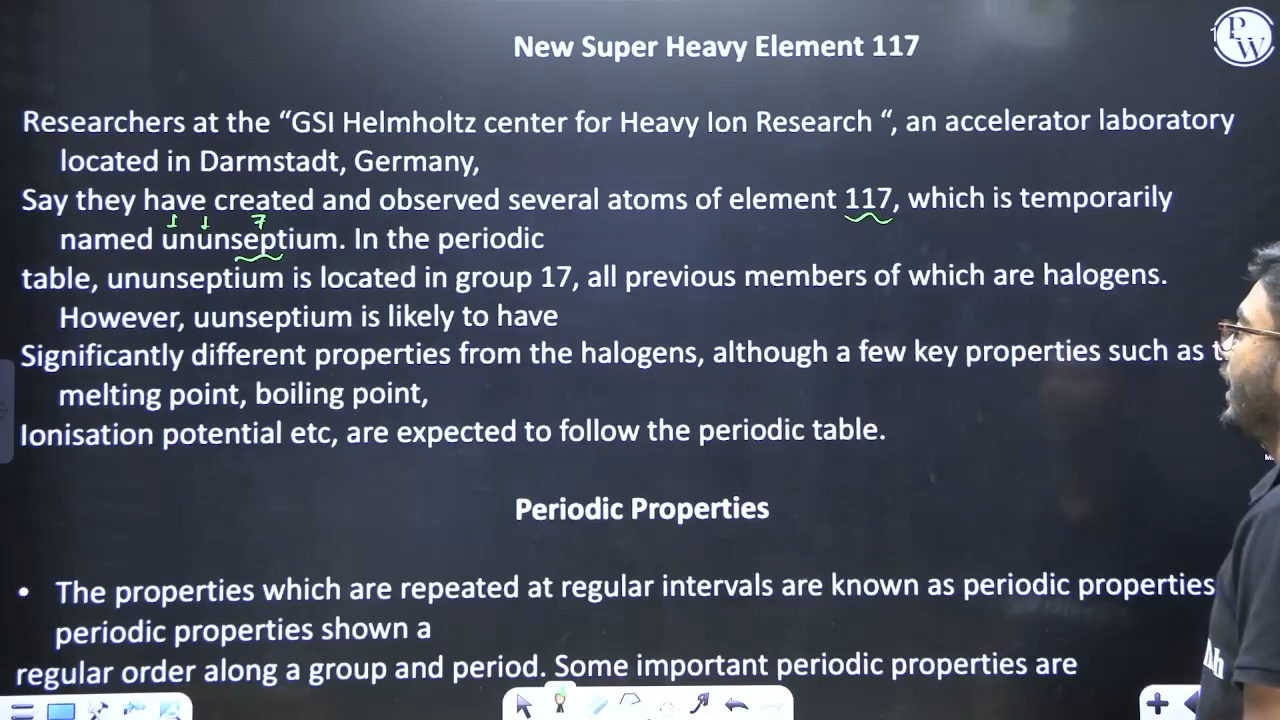 New Super Heavy Element 117
PW
Researchers at the “GSI Helmholtz center for Heavy Ion Research “, an accelerator laboratory
located in Darmstadt, Germany,
Say they have created and observed several atoms of element 117, which is temporarily
1 1 7
named ununseptium. In the periodic
table, ununseptium is located in group 17, all previous members of which are halogens.
However, uunseptium is likely to have
Significantly different properties from the halogens, although a few key properties such as
melting point, boiling point,
Ionisation potential etc, are expected to follow the periodic table.
Periodic Properties
• The properties which are repeated at regular intervals are known as periodic properties
periodic properties shown a
regular order along a group and period. Some important periodic properties are